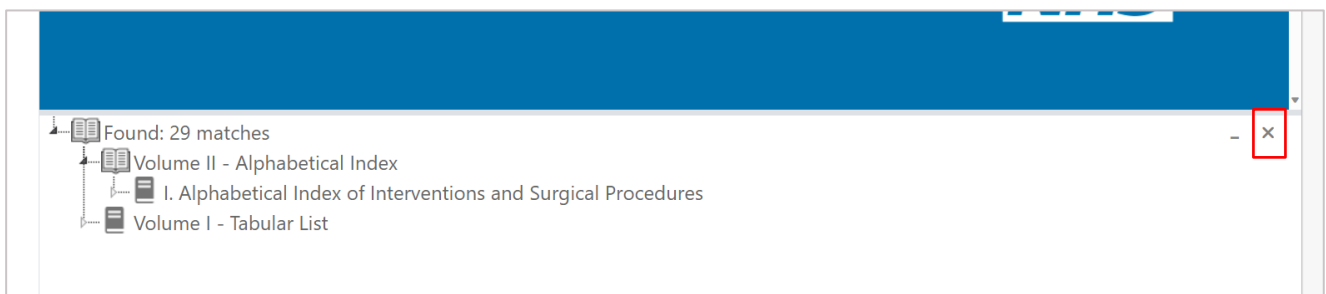 Found: 29 matches
Volume II - Alphabetical Index
I. Alphabetical Index of Interventions and Surgical Procedures
Volume I - Tabular List